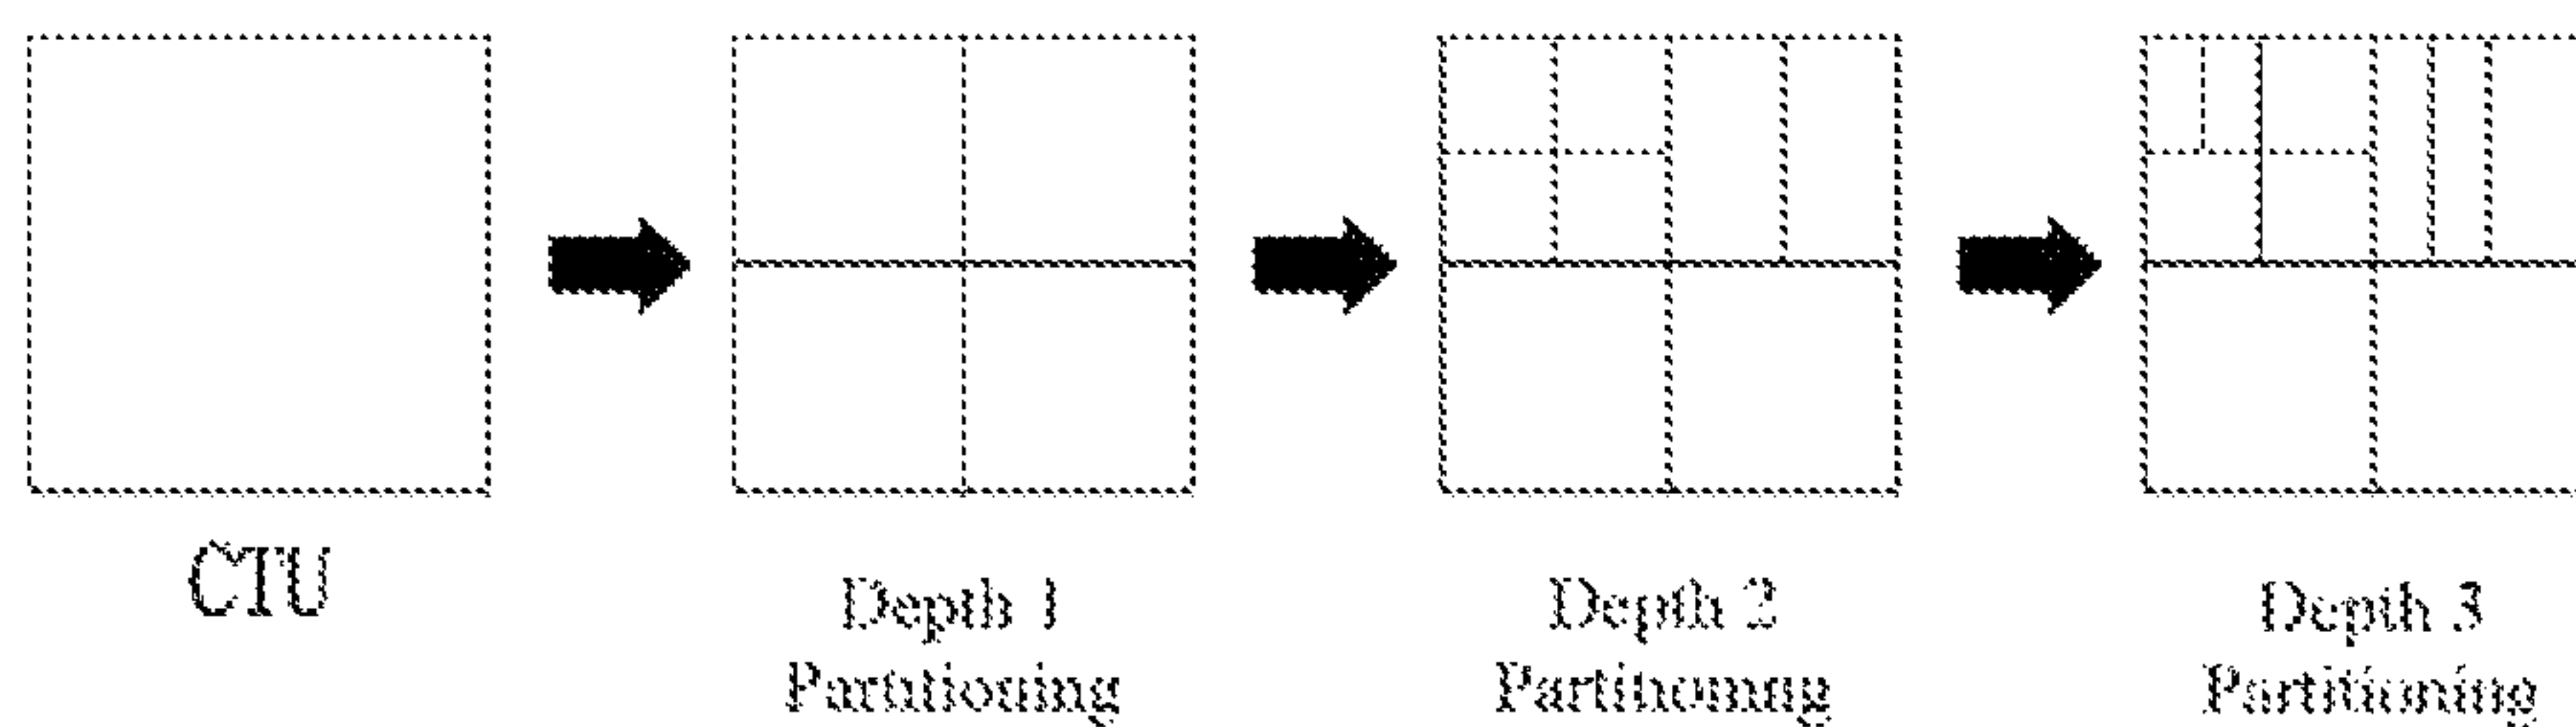 CTU
Depth 1
Partitioning
Depth 2
Partitioning
Depth 3
Partitioning